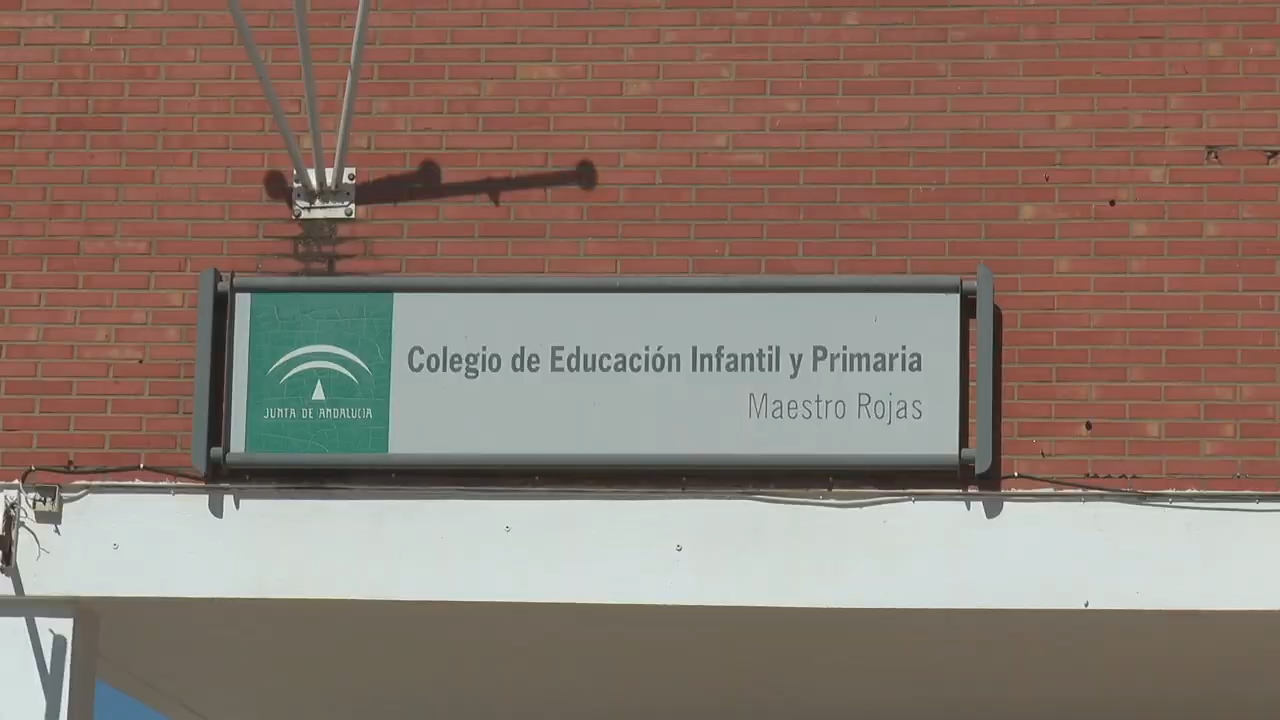 Colegio de Educación Infantil y Primaria
Maestro Rojas
JUNTA DE ANDALUCIA